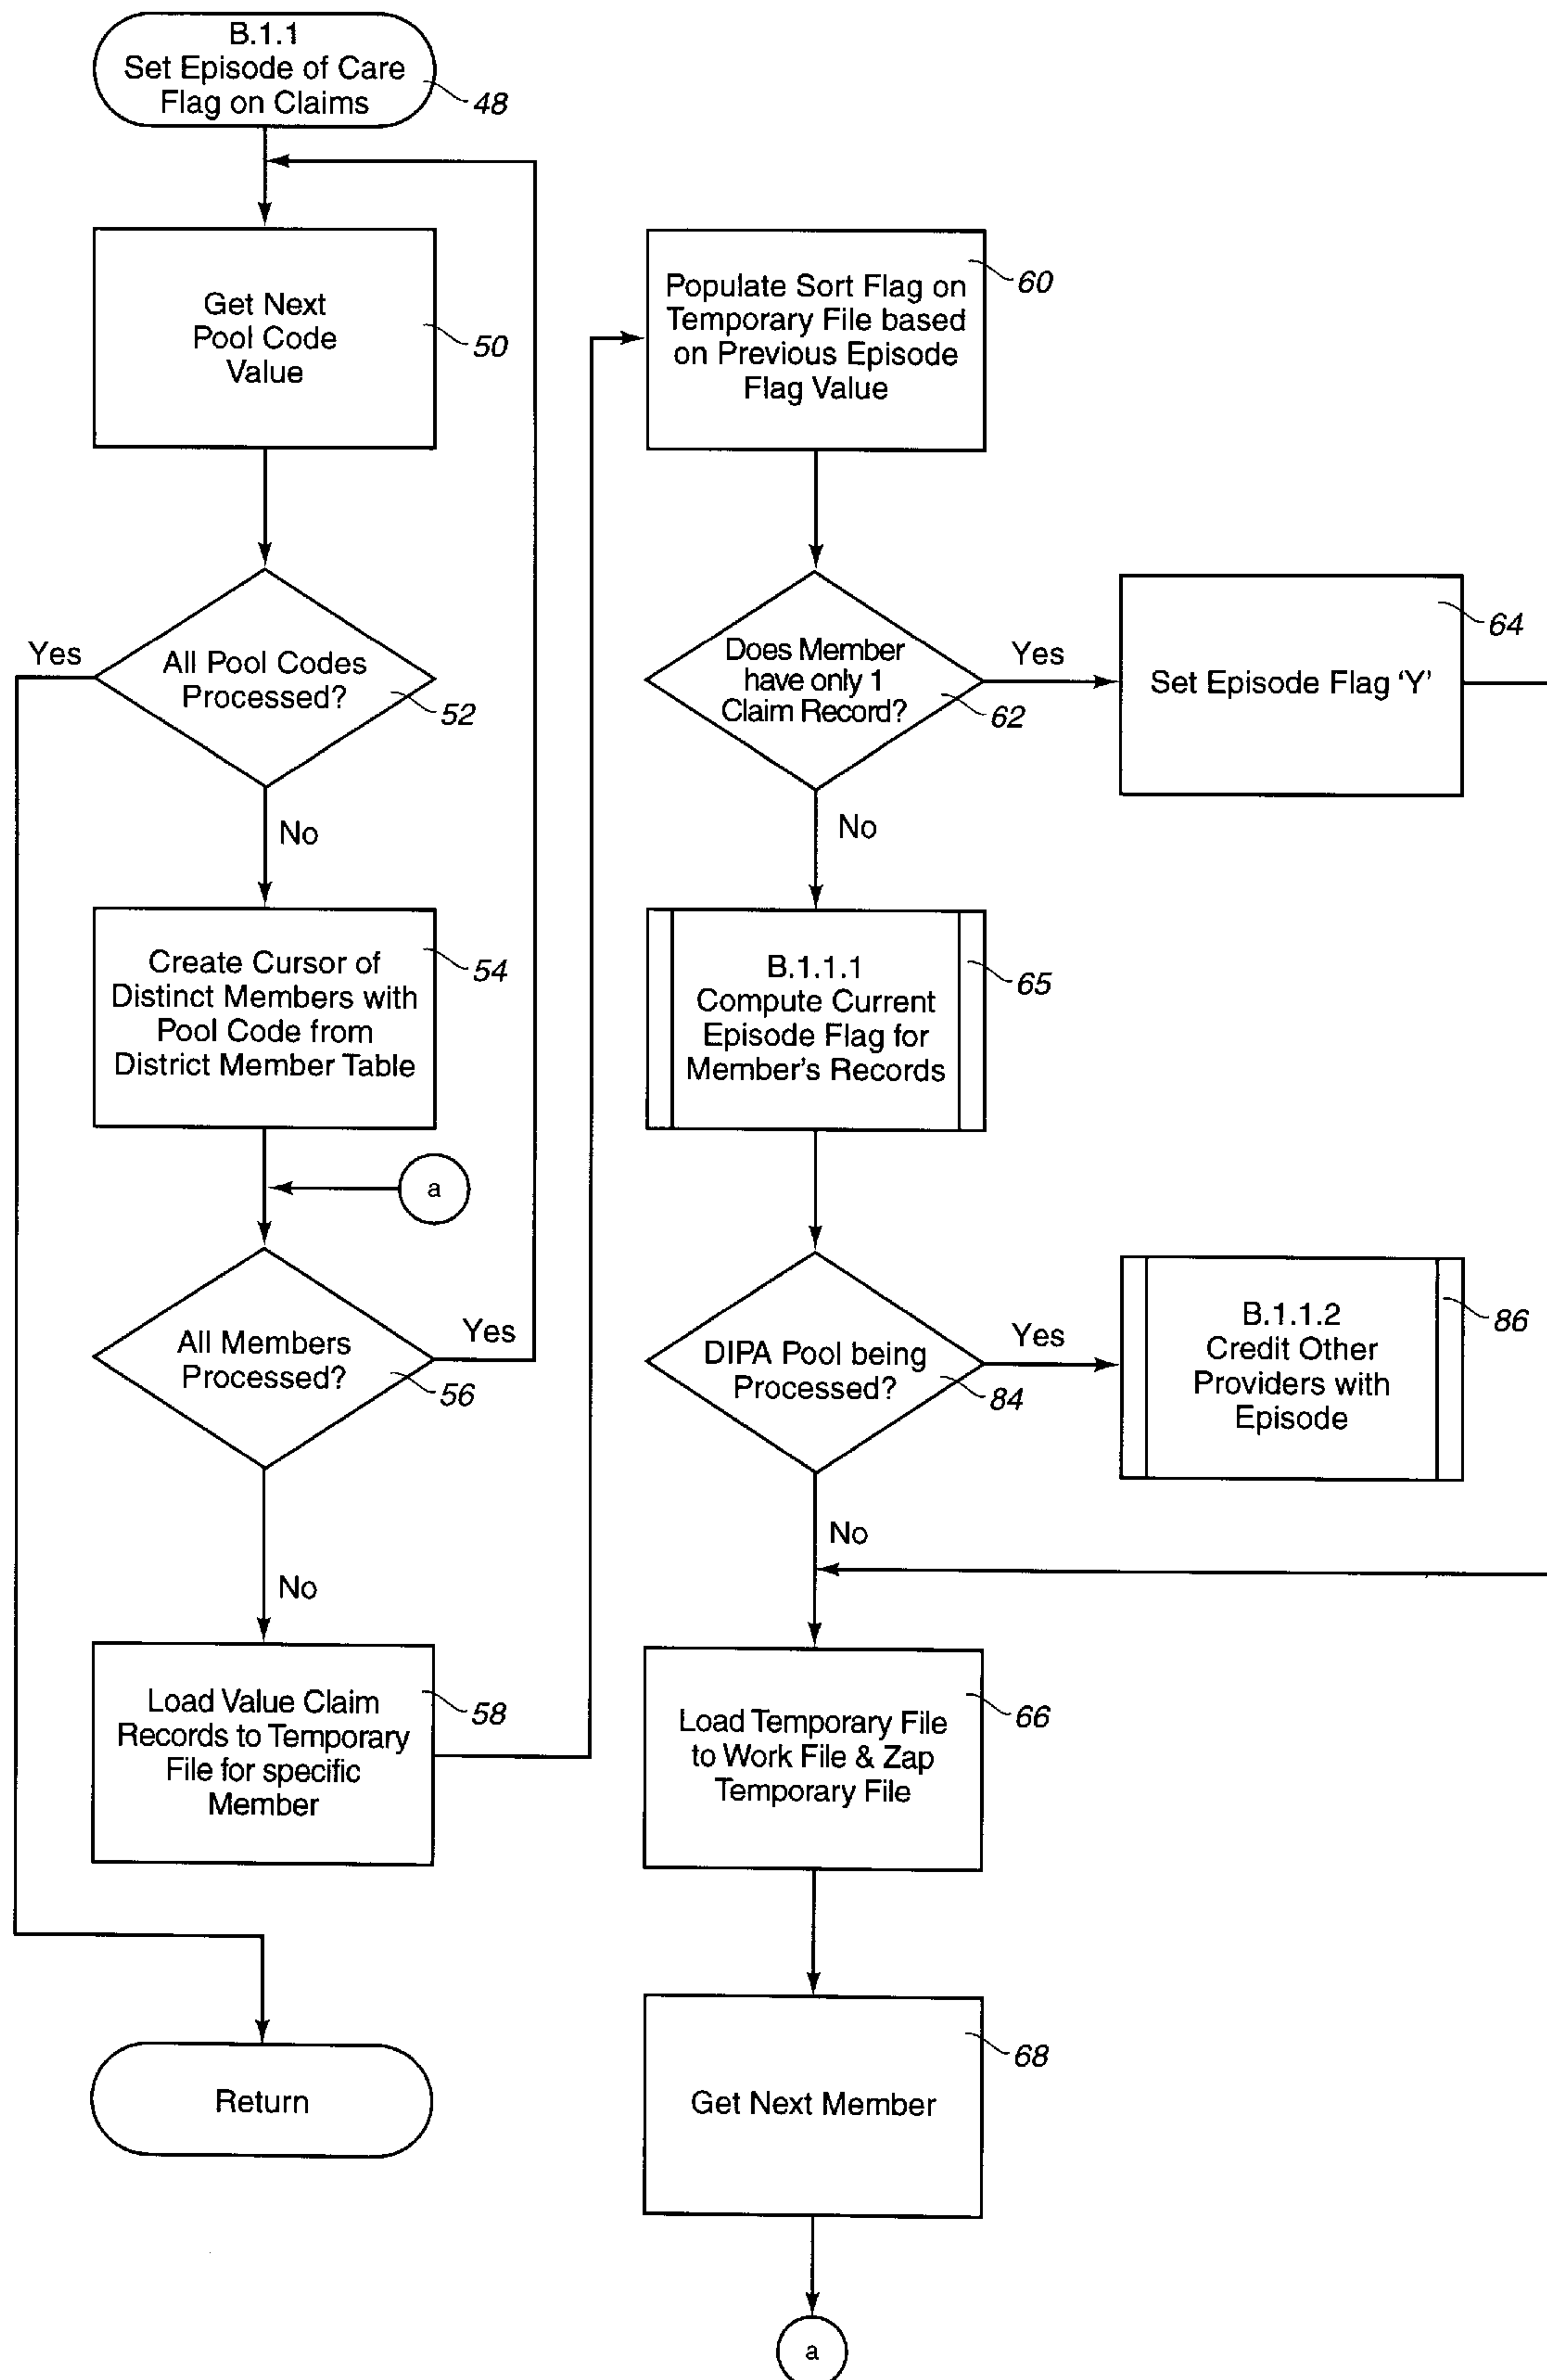 B.1.1
Set Episode of Care
Flag on Claims
48
Get Next
Pool Code
Value
50
Yes
All Pool Codes
Processed?
52
No
Create Cursor of
Distinct Members with
Pool Code from
District Member Table
54
a
All Members
Processed?
56
Yes
No
Load Value Claim
Records to Temporary
File for specific
Member
58
Return
Populate Sort Flag on
Temporary File based
on Previous Episode
Flag Value
60
Does Member
have only 1
Claim Record?
62
Yes
Set Episode Flag ‘Y’
64
No
B.1.1.1
Compute Current
Episode Flag for
Member's Records
65
DIPA Pool being
Processed?
84
Yes
B.1.1.2
Credit Other
Providers with
Episode
86
No
Load Temporary File
to Work File & Zap
Temporary File
66
Get Next Member
68
a